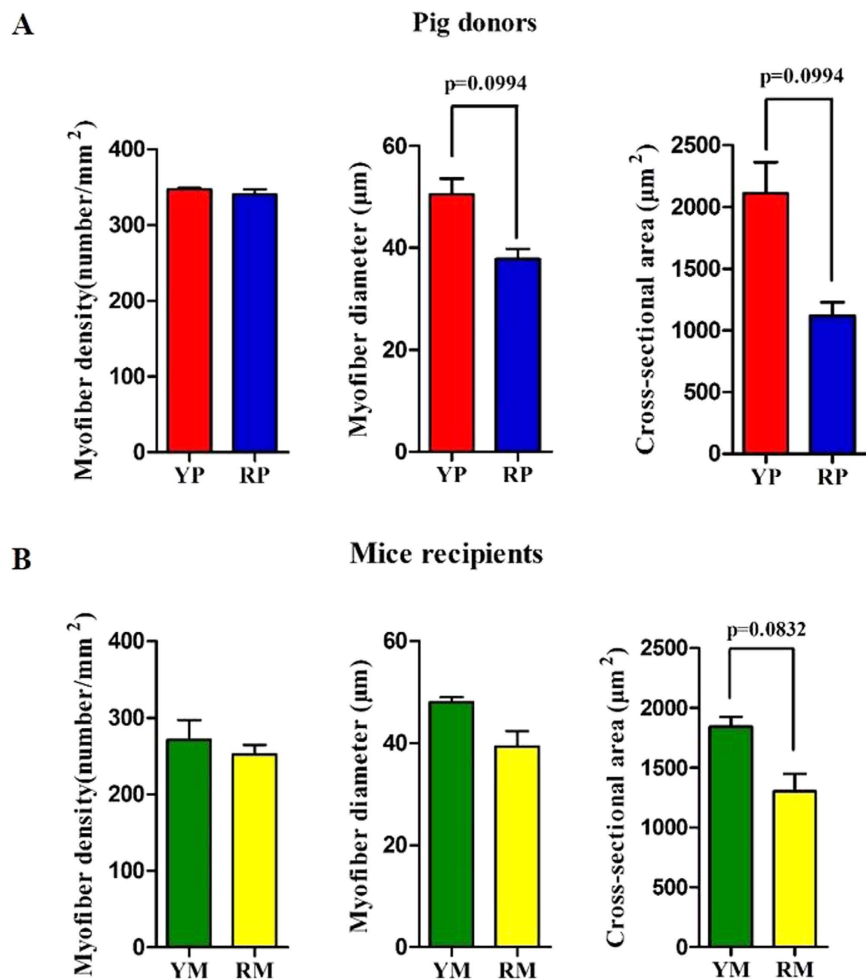 A
Pig donors
Myofiber density(number/mm²)
400
300
200
100
0
YP RP
p=0.0994
Myofiber diameter (µm)
60
40
20
0
YP RP
p=0.0994
Cross-sectional area (µm²)
2500
2000
1500
1000
500
0
YP RP
B
Mice recipients
Myofiber density(number/mm²)
400
300
200
100
0
YM RM
Myofiber diameter (µm)
60
40
20
0
YM RM
p=0.0832
Cross-sectional area (µm²)
2500
2000
1500
1000
500
0
YM RM